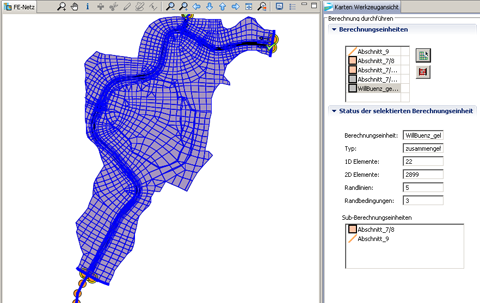 FE-Netz
Karten Werkzeugansicht
Berechnung durchführen
Berechnungseinheiten
Abschnitt_9
Abschnitt_7/8
Abschnitt_7/...
Abschnitt_7/...
WillBuenz_ge...
Status der selektierten Berechnungseinheit
Berechnungseinheit: WillBuenz_gel
Typ: zusammengef
1D Elemente: 22
2D Elemente: 2899
Randlinien: 5
Randbedingungen: 3
Sub-Berechnungseinheiten
Abschnitt_7/8
Abschnitt_9